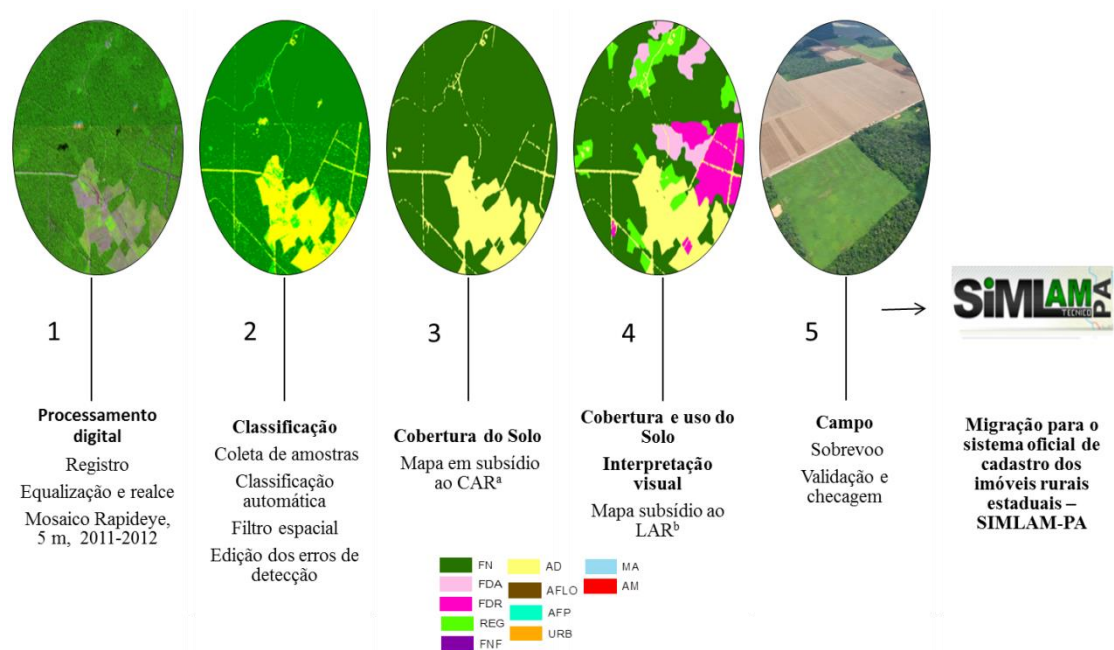 1
Processamento
digital
Registro
Equalização e realce
Mosaico Rapideye,
5 m, 2011-2012
2
Classificação
Coleta de amostras
Classificação
automática
Filtro espacial
Edição dos erros de
detecção
3
Cobertura do Solo
Mapa em subsídio
ao CARª
4
Cobertura e uso do
Solo
Interpretação
visual
Mapa subsídio ao
LARᵇ
5
Campo
Sobrevoo
Validação e
checagem
SiMLAM
TECNICO
PA
Migração para o
sistema oficial de
cadastro dos
imóveis rurais
estaduais –
SIMLAM-PA
FN
FDA
FDR
REG
FNF
AD
AFLO
AFP
URB
MA
AM